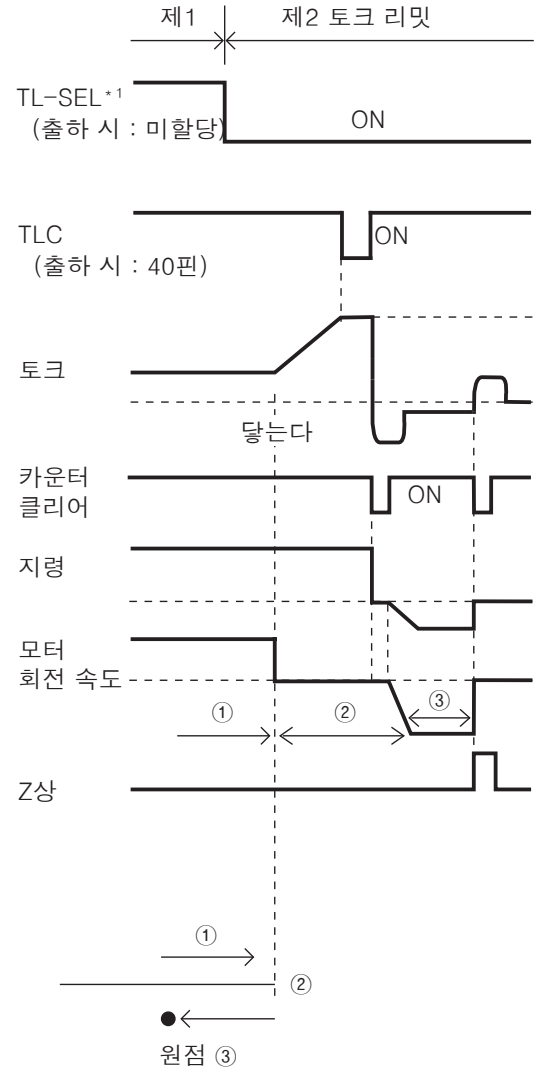 제1
제2 토크 리밋
TL-SEL*1
(출하 시 : 미할당)
ON
TLC
(출하 시 : 40핀)
ON
토크
닿는다
카운터
클리어
ON
지령
모터
회전 속도
①
②
③
Z상
①
②
원점 ③